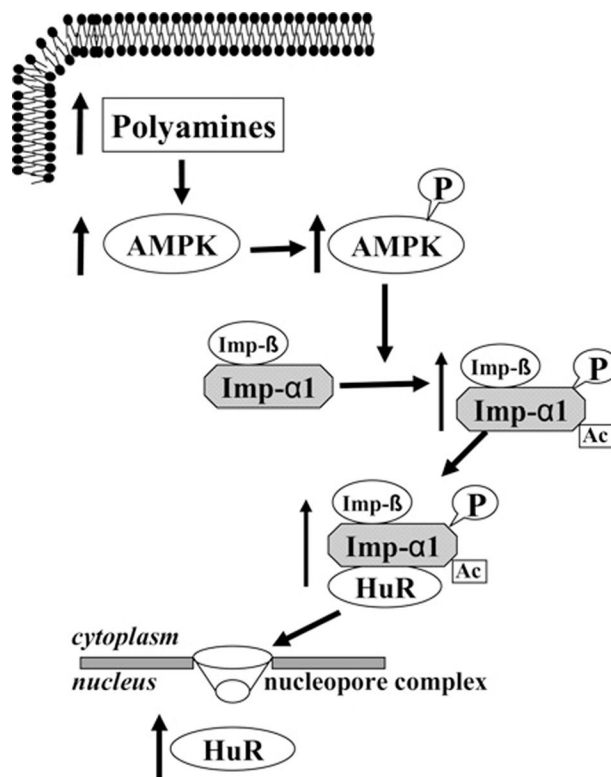 Polyamines
P
AMPK
AMPK
Imp-ß
Imp-α1
Imp-ß
P
Imp-α1
Ac
Imp-ß
P
Imp-α1
Ac
HuR
cytoplasm
nucleus
nucleopore complex
HuR